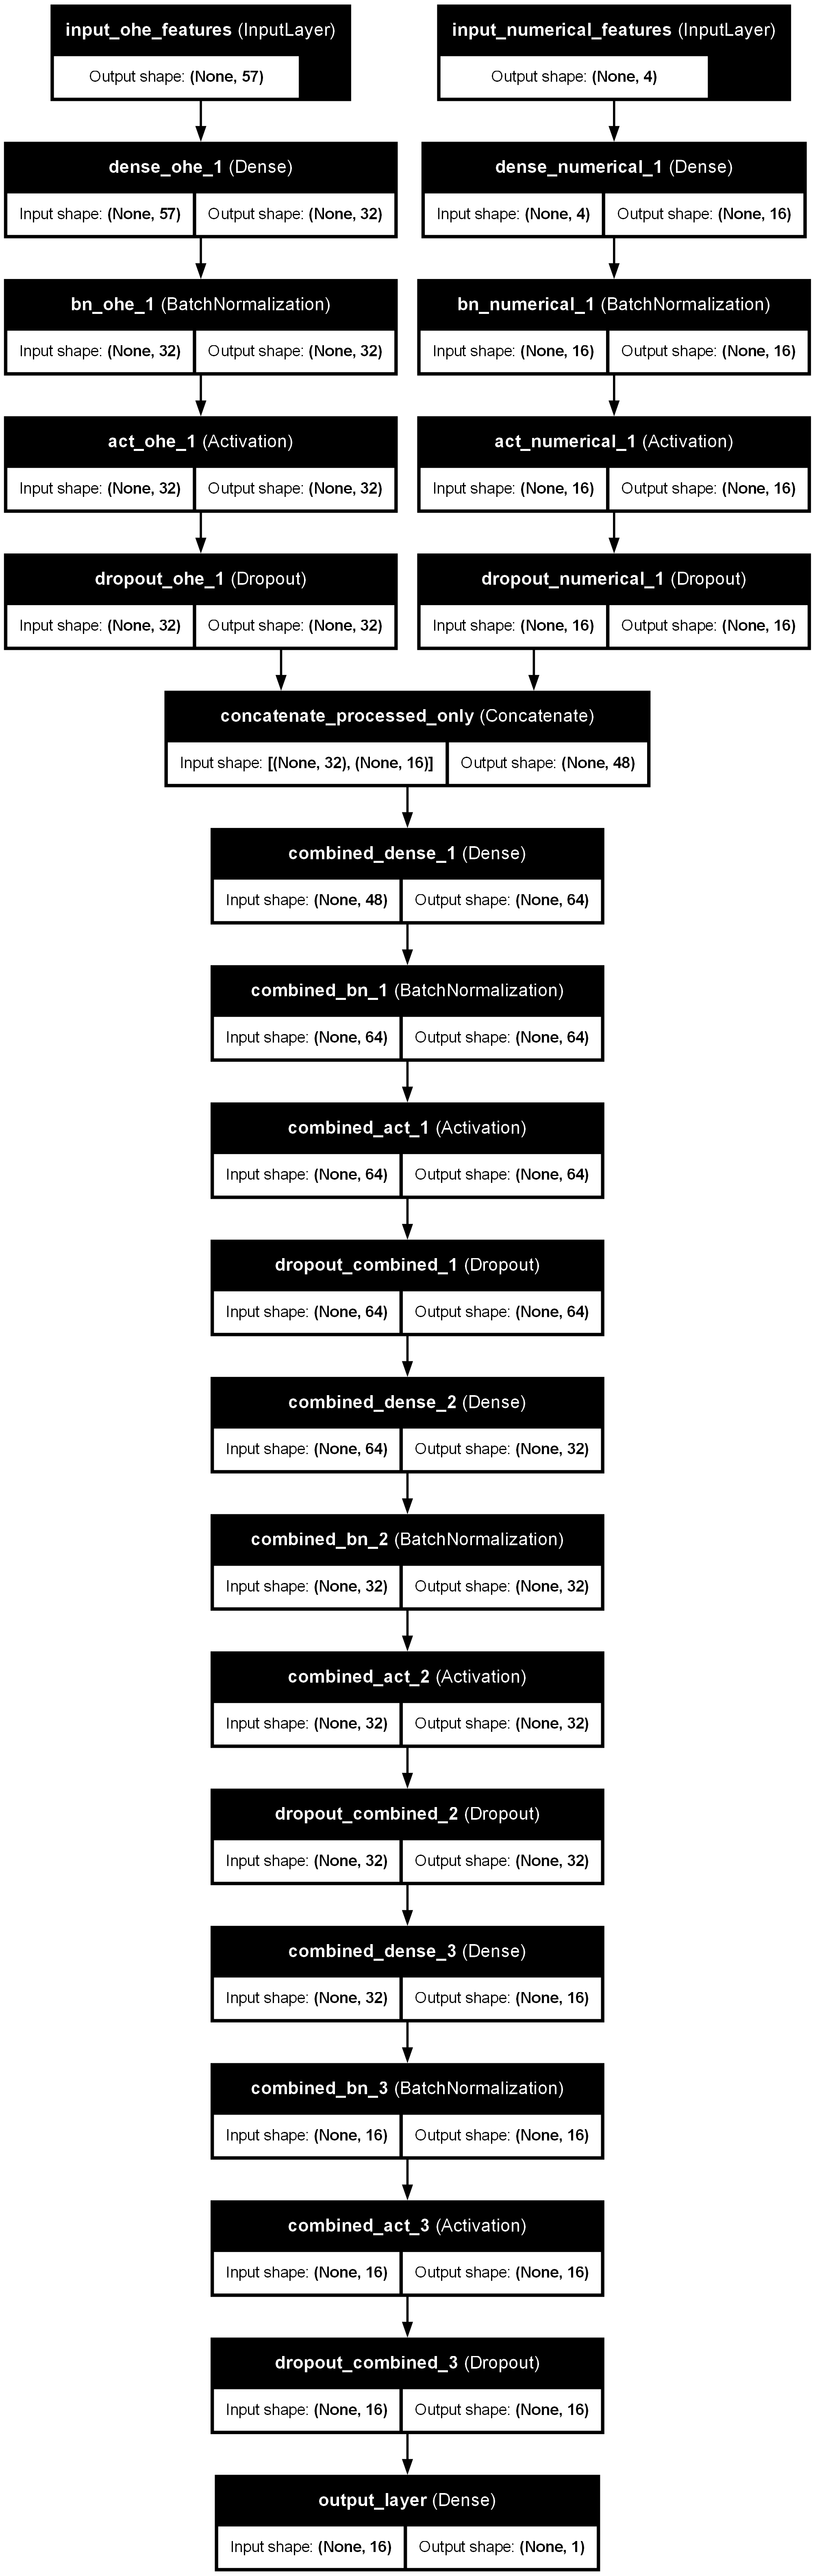 input_ohe_features (InputLayer)
Output shape: (None, 57)
input_numerical_features (InputLayer)
Output shape: (None, 4)
dense_ohe_1 (Dense)
Input shape: (None, 57) Output shape: (None, 32)
dense_numerical_1 (Dense)
Input shape: (None, 4) Output shape: (None, 16)
bn_ohe_1 (BatchNormalization)
Input shape: (None, 32) Output shape: (None, 32)
bn_numerical_1 (BatchNormalization)
Input shape: (None, 16) Output shape: (None, 16)
act_ohe_1 (Activation)
Input shape: (None, 32) Output shape: (None, 32)
act_numerical_1 (Activation)
Input shape: (None, 16) Output shape: (None, 16)
dropout_ohe_1 (Dropout)
Input shape: (None, 32) Output shape: (None, 32)
dropout_numerical_1 (Dropout)
Input shape: (None, 16) Output shape: (None, 16)
concatenate_processed_only (Concatenate)
Input shape: [(None, 32), (None, 16)] Output shape: (None, 48)
combined_dense_1 (Dense)
Input shape: (None, 48) Output shape: (None, 64)
combined_bn_1 (BatchNormalization)
Input shape: (None, 64) Output shape: (None, 64)
combined_act_1 (Activation)
Input shape: (None, 64) Output shape: (None, 64)
dropout_combined_1 (Dropout)
Input shape: (None, 64) Output shape: (None, 64)
combined_dense_2 (Dense)
Input shape: (None, 64) Output shape: (None, 32)
combined_bn_2 (BatchNormalization)
Input shape: (None, 32) Output shape: (None, 32)
combined_act_2 (Activation)
Input shape: (None, 32) Output shape: (None, 32)
dropout_combined_2 (Dropout)
Input shape: (None, 32) Output shape: (None, 32)
combined_dense_3 (Dense)
Input shape: (None, 32) Output shape: (None, 16)
combined_bn_3 (BatchNormalization)
Input shape: (None, 16) Output shape: (None, 16)
combined_act_3 (Activation)
Input shape: (None, 16) Output shape: (None, 16)
dropout_combined_3 (Dropout)
Input shape: (None, 16) Output shape: (None, 16)
output_layer (Dense)
Input shape: (None, 16) Output shape: (None, 1)